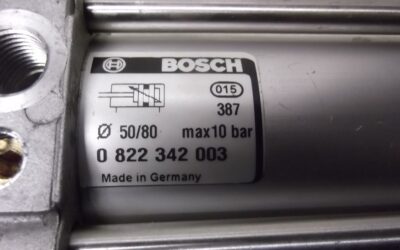 BOSCH
015
387
Ø 50/80 max10 bar
0 822 342 003
Made in Germany